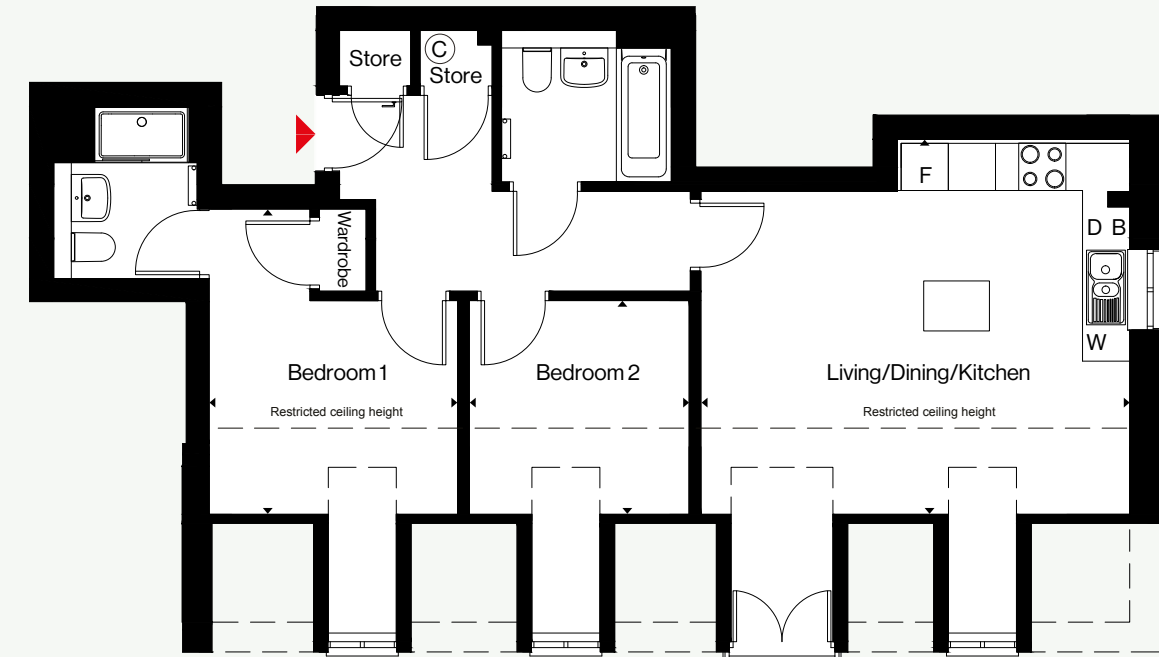 Store
C
Store
F
Wardrobe
D B
W
Bedroom 1
Restricted ceiling height
Bedroom 2
Living/Dining/Kitchen
Restricted ceiling height